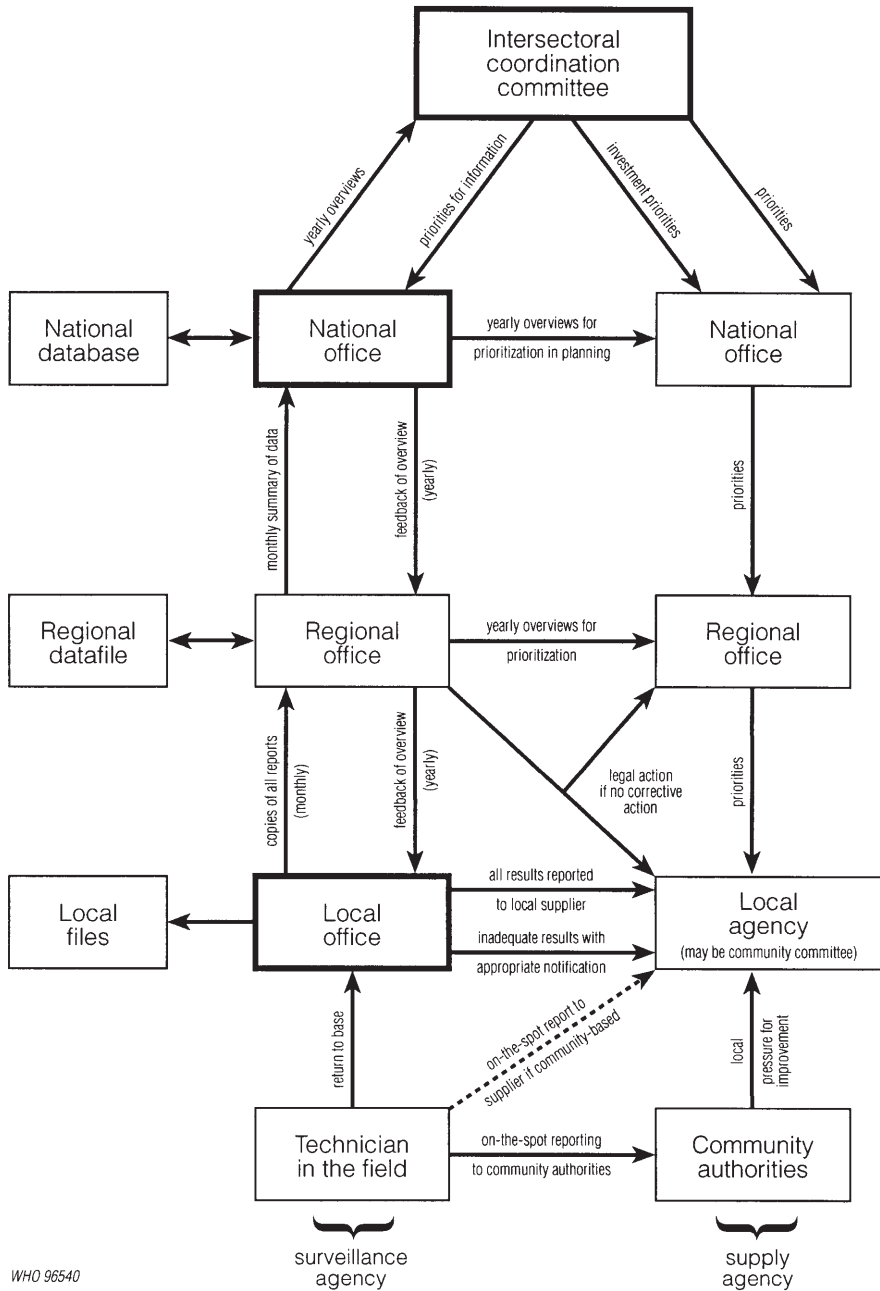 Intersectoral
coordination
committee
yearly overviews
priorities for information
investment priorities
priorities
National
database
National
office
yearly overviews for
prioritization in planning
National
office
monthly summary of data
feedback of overview
(yearly)
priorities
Regional
datafile
Regional
office
yearly overviews for
prioritization
Regional
office
copies of all reports
(monthly)
feedback of overview
(yearly)
legal action
if no corrective
action
priorities
Local
files
Local
office
all results reported
to local supplier
inadequate results with
appropriate notification
Local
agency
(may be community committee)
return to base
on-the-spot report to
supplier if community-based
local
pressure for
improvement
Technician
in the field
on-the-spot reporting
to community authorities
Community
authorities
surveillance
agency
supply
agency
WHO 96540